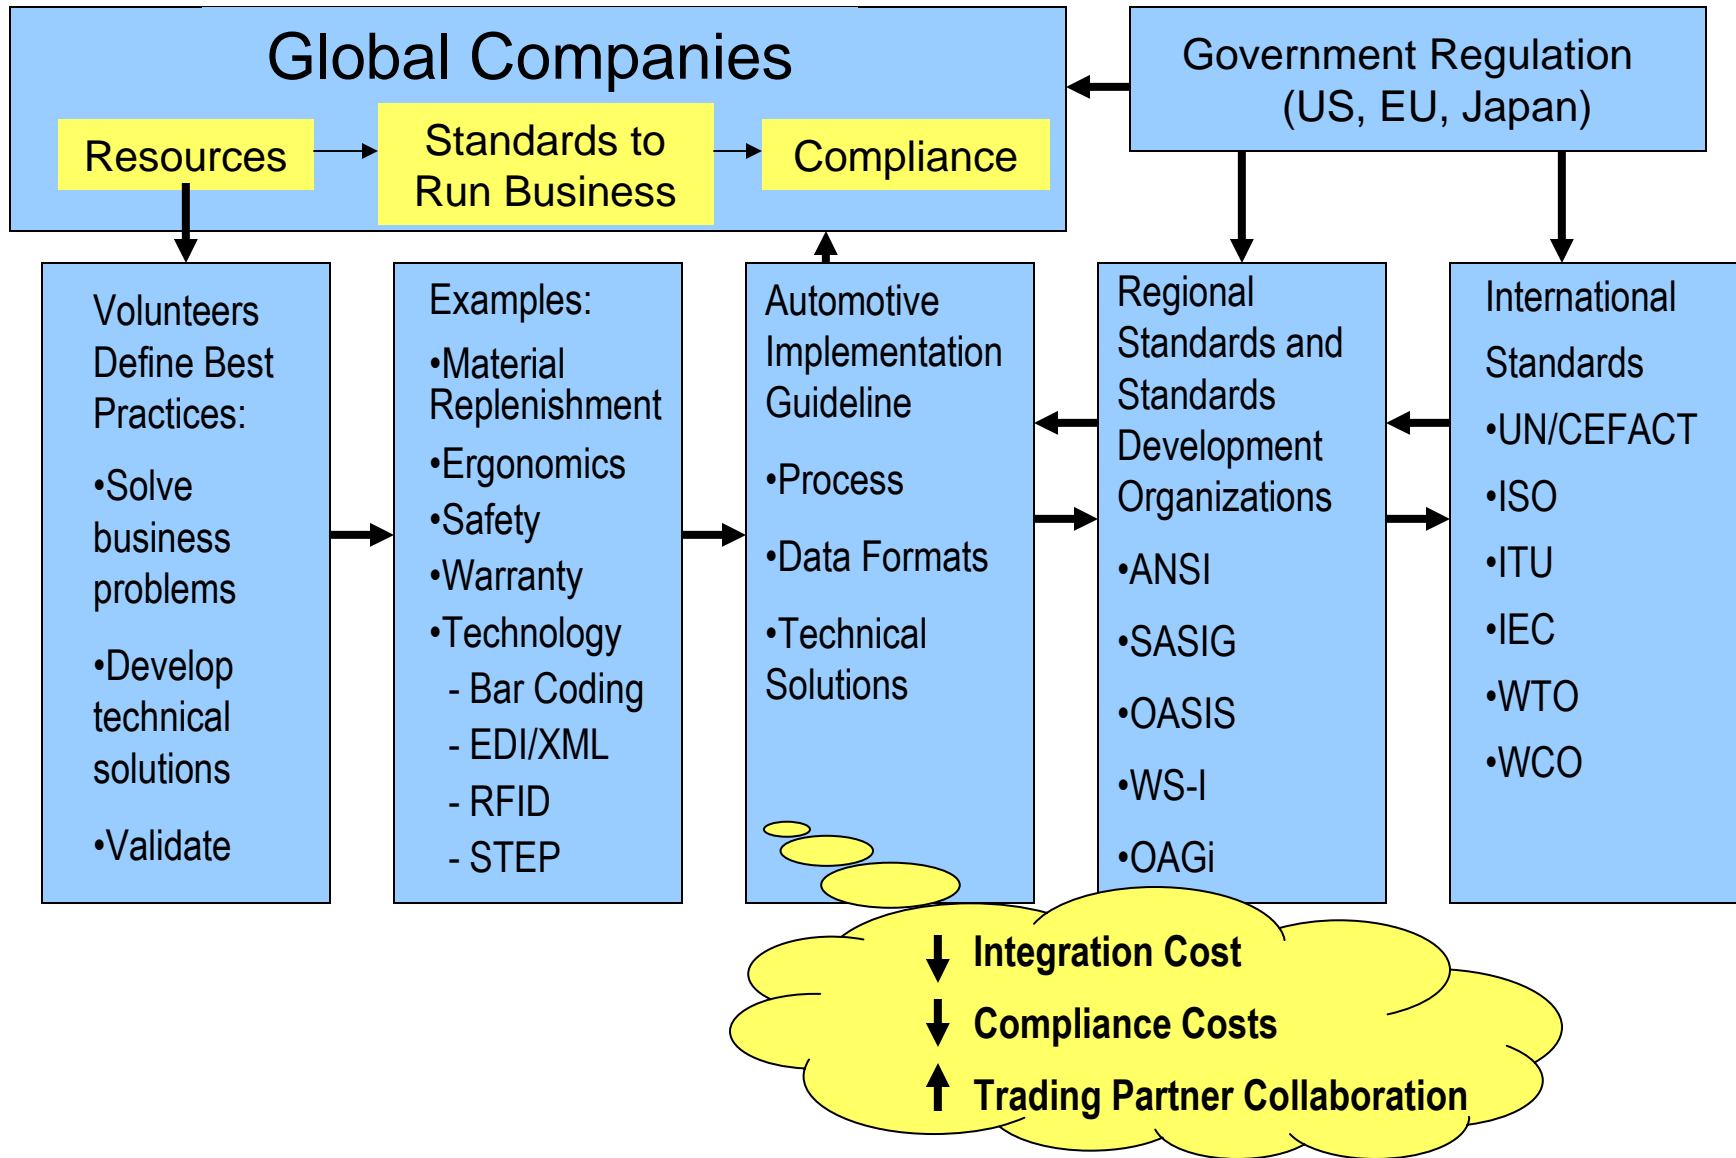 Global Companies
Resources
Standards to
Run Business
Compliance
Government Regulation
(US, EU, Japan)
Volunteers
Define Best
Practices:
•Solve
business
problems
•Develop
technical
solutions
•Validate
Examples:
•Material
Replenishment
•Ergonomics
•Safety
•Warranty
•Technology
- Bar Coding
- EDI/XML
- RFID
- STEP
Automotive
Implementation
Guideline
•Process
•Data Formats
•Technical
Solutions
Regional
Standards and
Standards
Development
Organizations
•ANSI
•SASIG
•OASIS
•WS-I
•OAGi
International
Standards
•UN/CEFACT
•ISO
•ITU
•IEC
•WTO
•WCO
Integration Cost
Compliance Costs
Trading Partner Collaboration